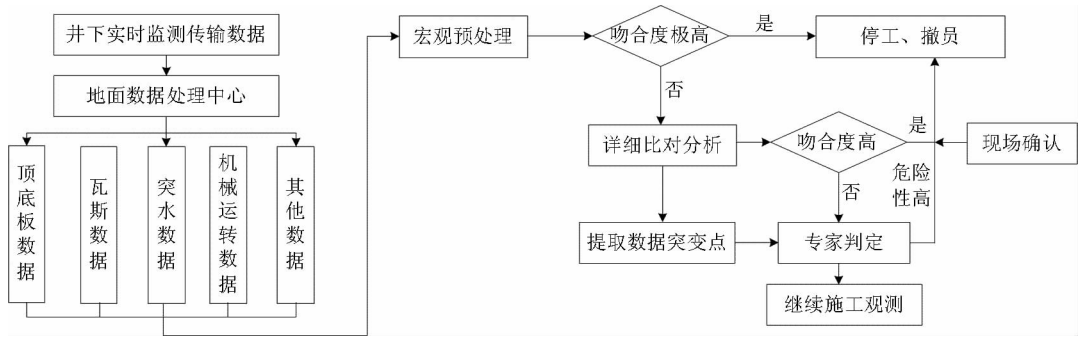 井下实时监测传输数据
地面数据处理中心
顶底板数据
瓦斯数据
突水数据
机械运转数据
其他数据
宏观预处理
吻合度极高
是
停工、撤员
否
详细比对分析
吻合度高
是
现场确认
危险
性高
否
提取数据突变点
专家判定
继续施工观测